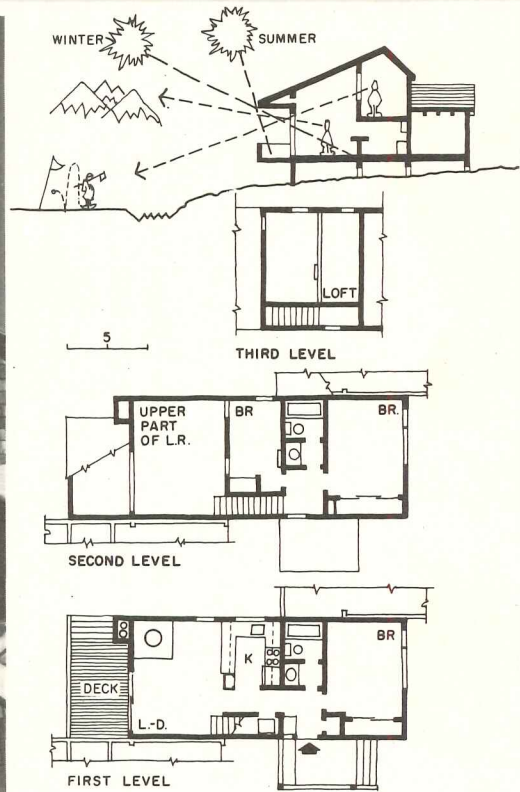 WINTER
SUMMER
LOFT
5
THIRD LEVEL
UPPER
PART
OF L.R.
BR
BR.
SECOND LEVEL
DECK
L.-D.
K
BR
FIRST LEVEL